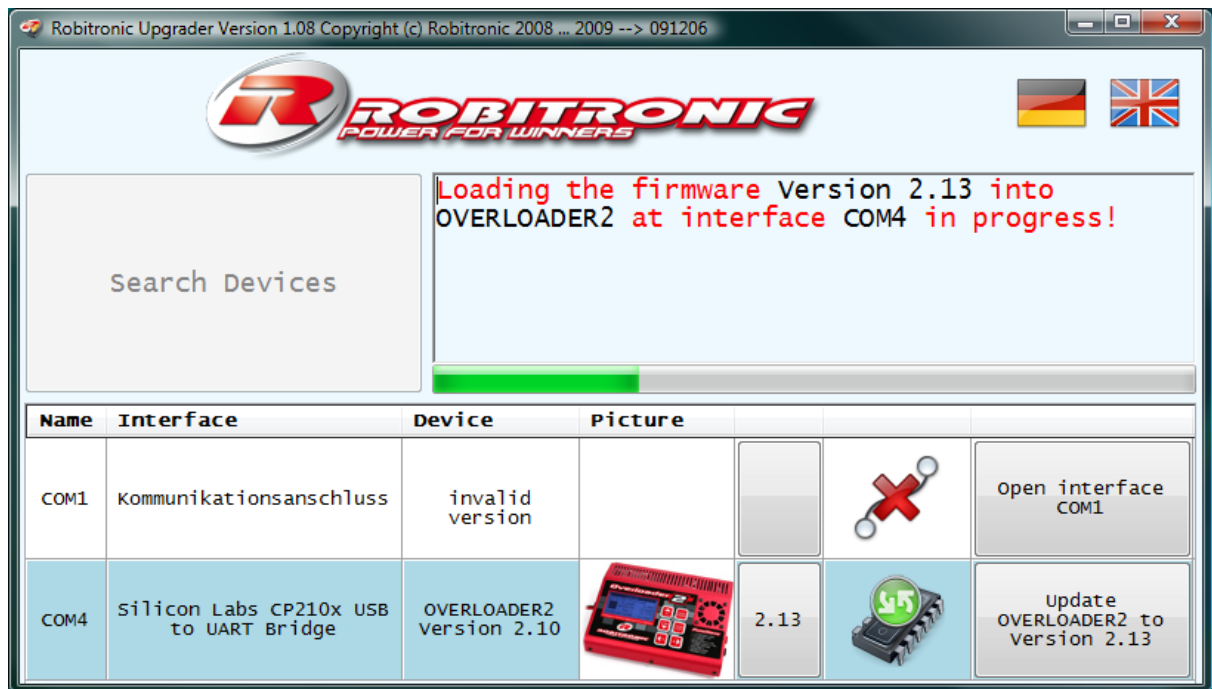 Robitronic Upgrader Version 1.08 Copyright (c) Robitronic 2008 ... 2009 --> 091206
ROBITRONIC
POWER FOR WINNERS
Search Devices
Loading the firmware Version 2.13 into
OVERLOADER2 at interface COM4 in progress!
Name Interface Device Picture
COM1
Kommunikationsanschluss
invalid
version
Open interface
COM1
COM4
Silicon Labs CP210x USB
to UART Bridge
OVERLOADER2
Version 2.10
Overloader 2
2.13
Update
OVERLOADER2 to
Version 2.13